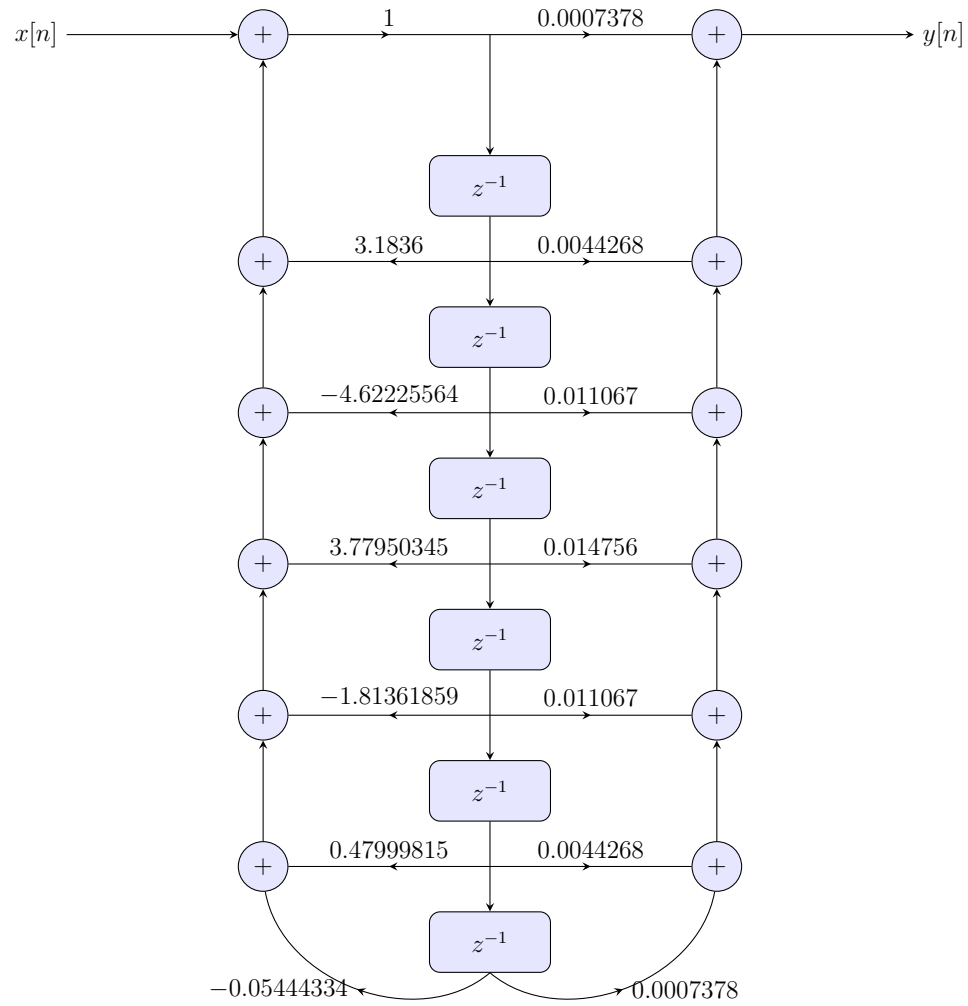 x[n] + 1 0.0007378 + y[n]
z⁻¹
+ 3.1836 0.0044268 +
z⁻¹
+ −4.62225564 0.011067 +
z⁻¹
+ 3.77950345 0.014756 +
z⁻¹
+ −1.81361859 0.011067 +
z⁻¹
+ 0.47999815 0.0044268 +
z⁻¹
−0.05444334 0.0007378